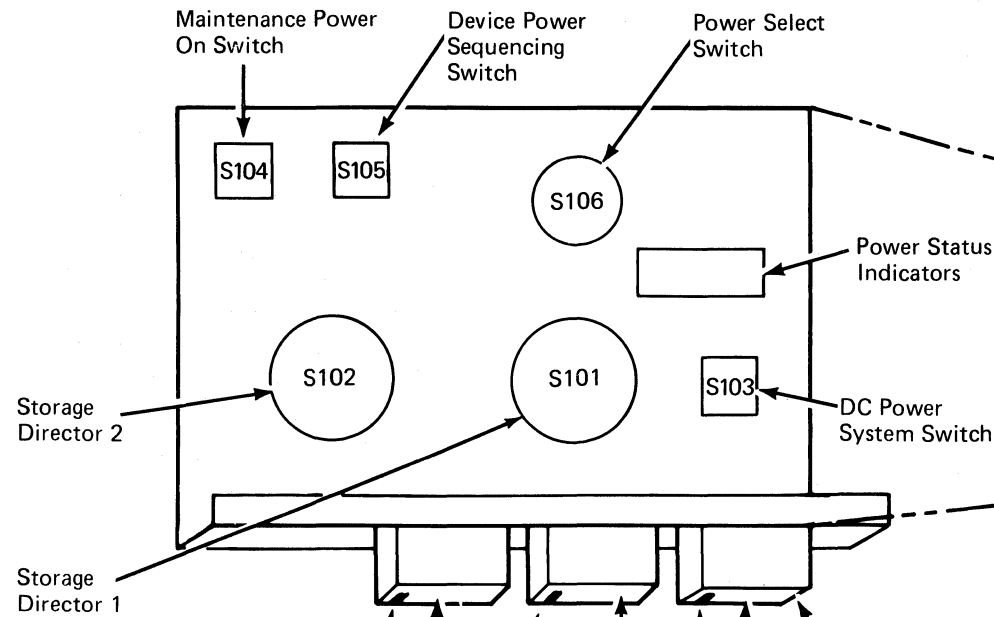 Maintenance Power
On Switch
Device Power
Sequencing
Switch
Power Select
Switch
S104
S105
S106
Power Status
Indicators
S102
S101
S103
Storage
Director 2
DC Power
System Switch
Storage
Director 1